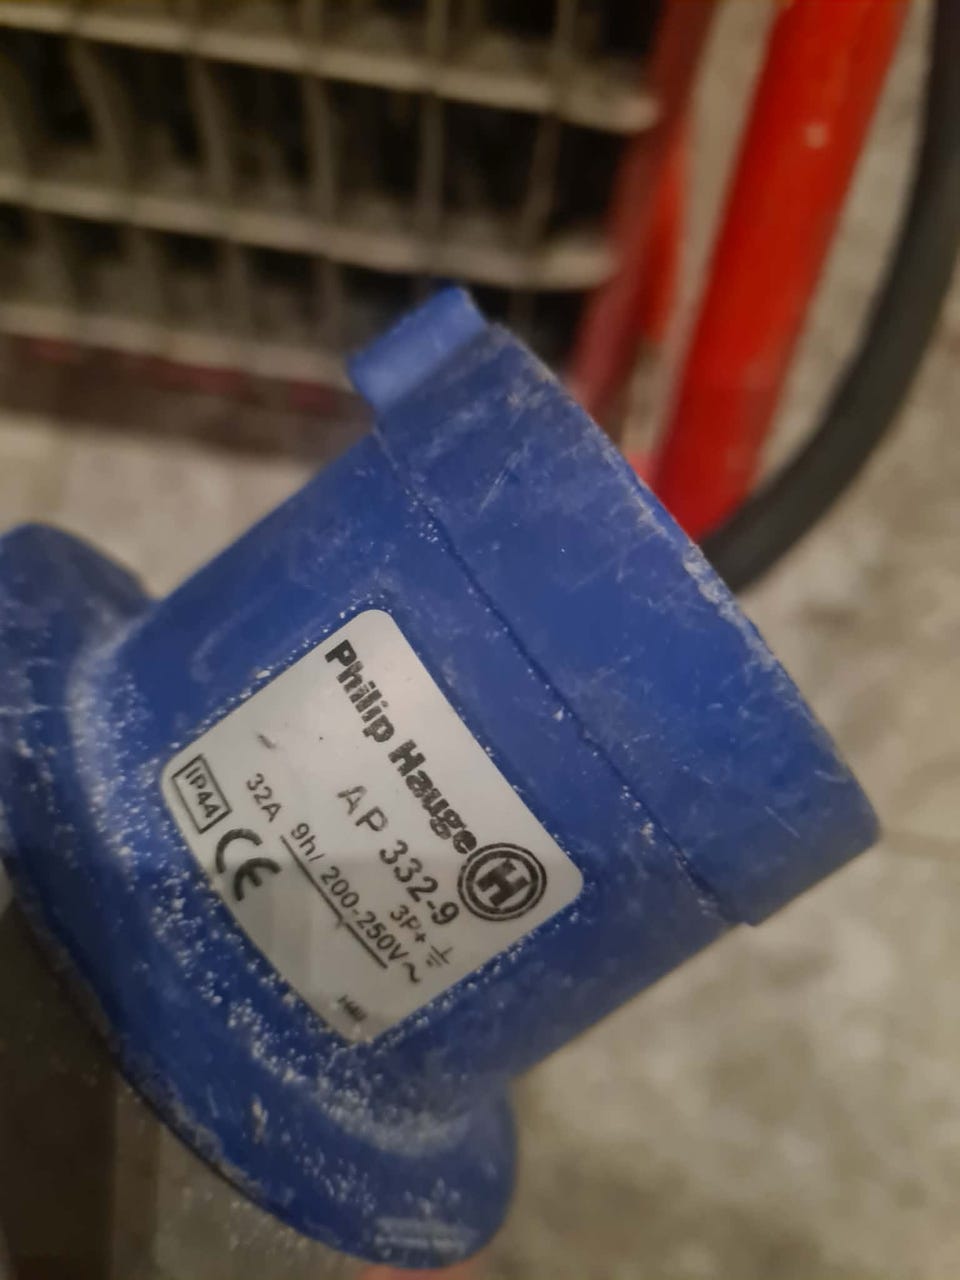 Philip Hauge H
AP 332-9
32A 3P+⏚
9h/ 200-250V~
IP44 CE